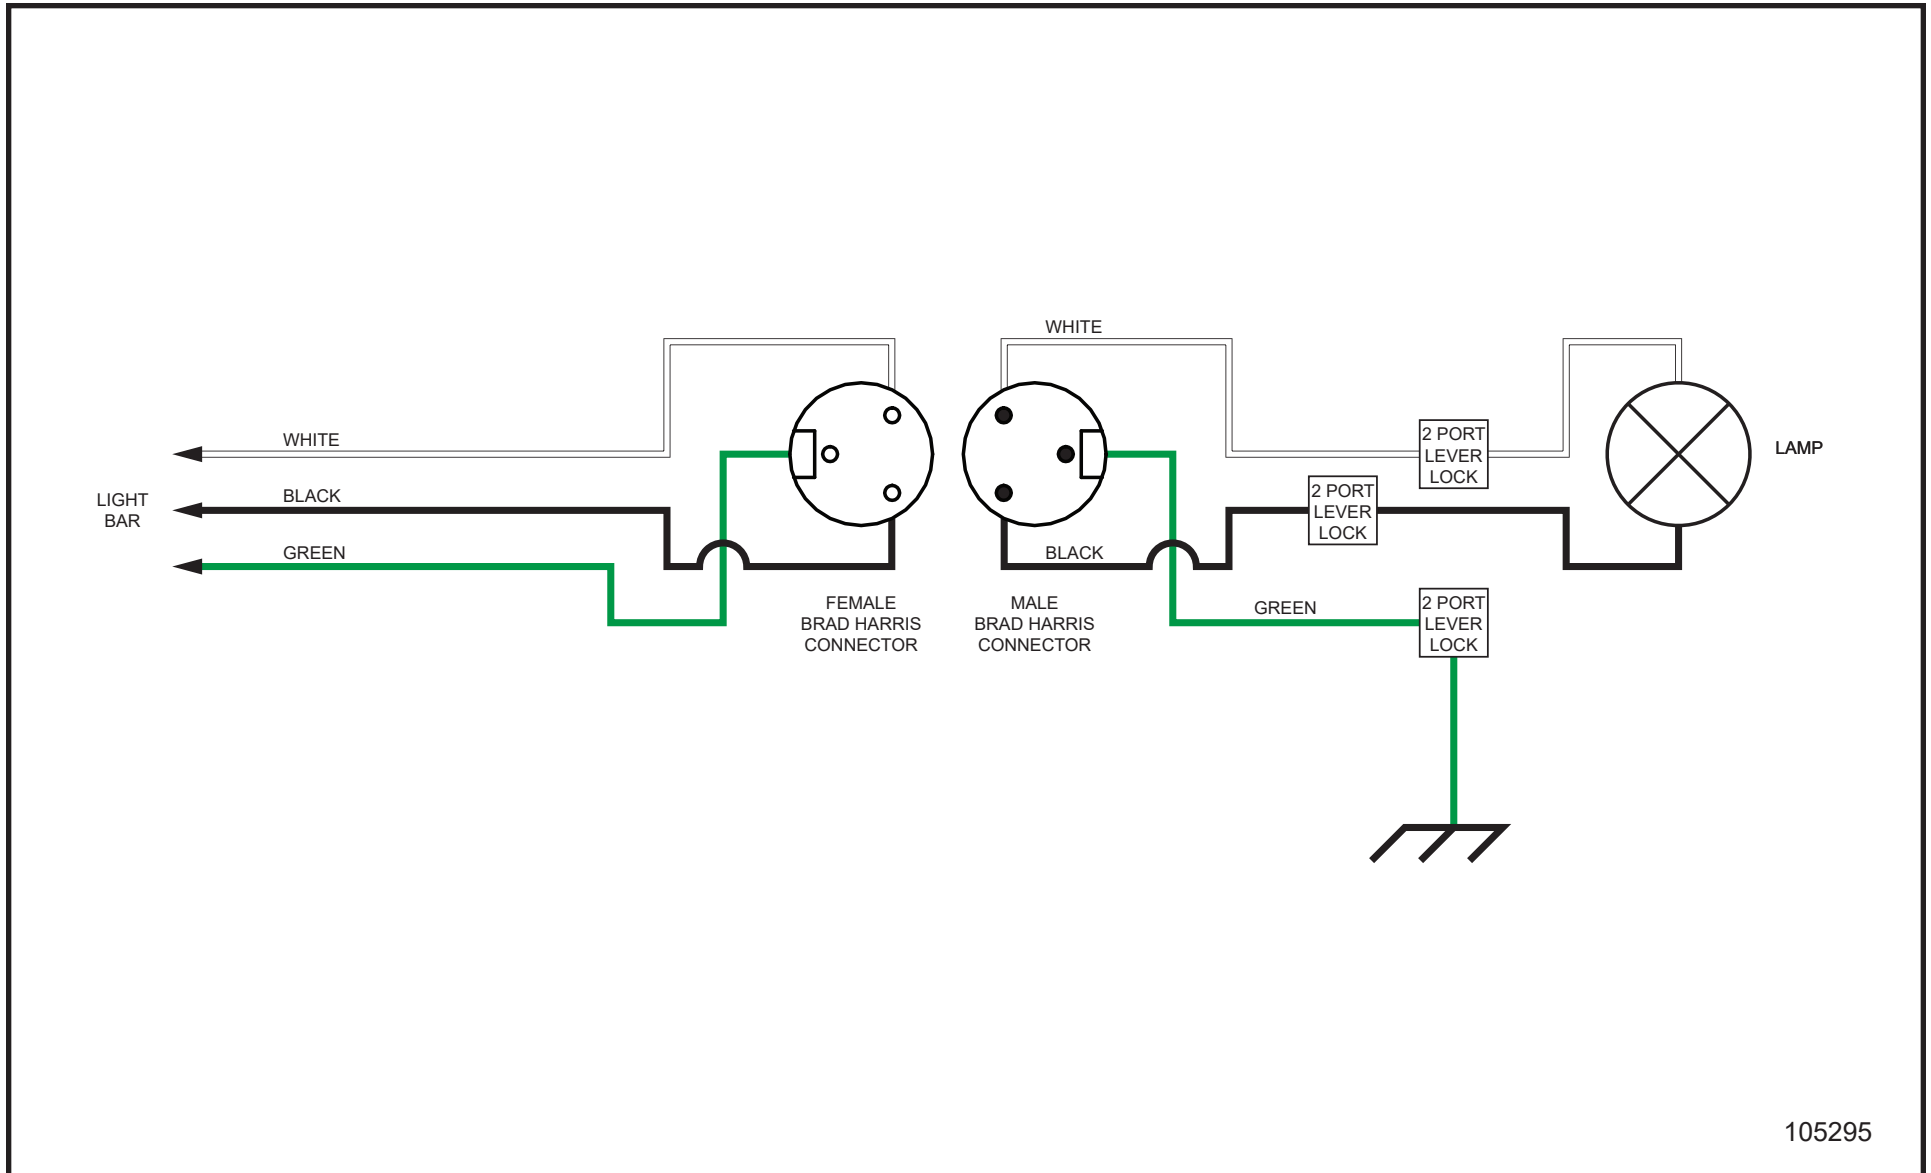 WHITE
WHITE
LIGHT
BAR
BLACK
GREEN
FEMALE
BRAD HARRIS
CONNECTOR
MALE
BRAD HARRIS
CONNECTOR
BLACK
GREEN
2 PORT
LEVER
LOCK
2 PORT
LEVER
LOCK
2 PORT
LEVER
LOCK
LAMP
105295